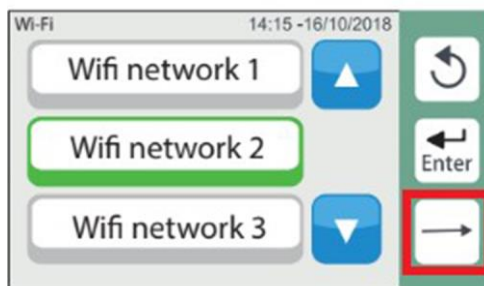 Wi-Fi 14:15 -16/10/2018
Wifi network 1
Wifi network 2
Enter
Wifi network 3